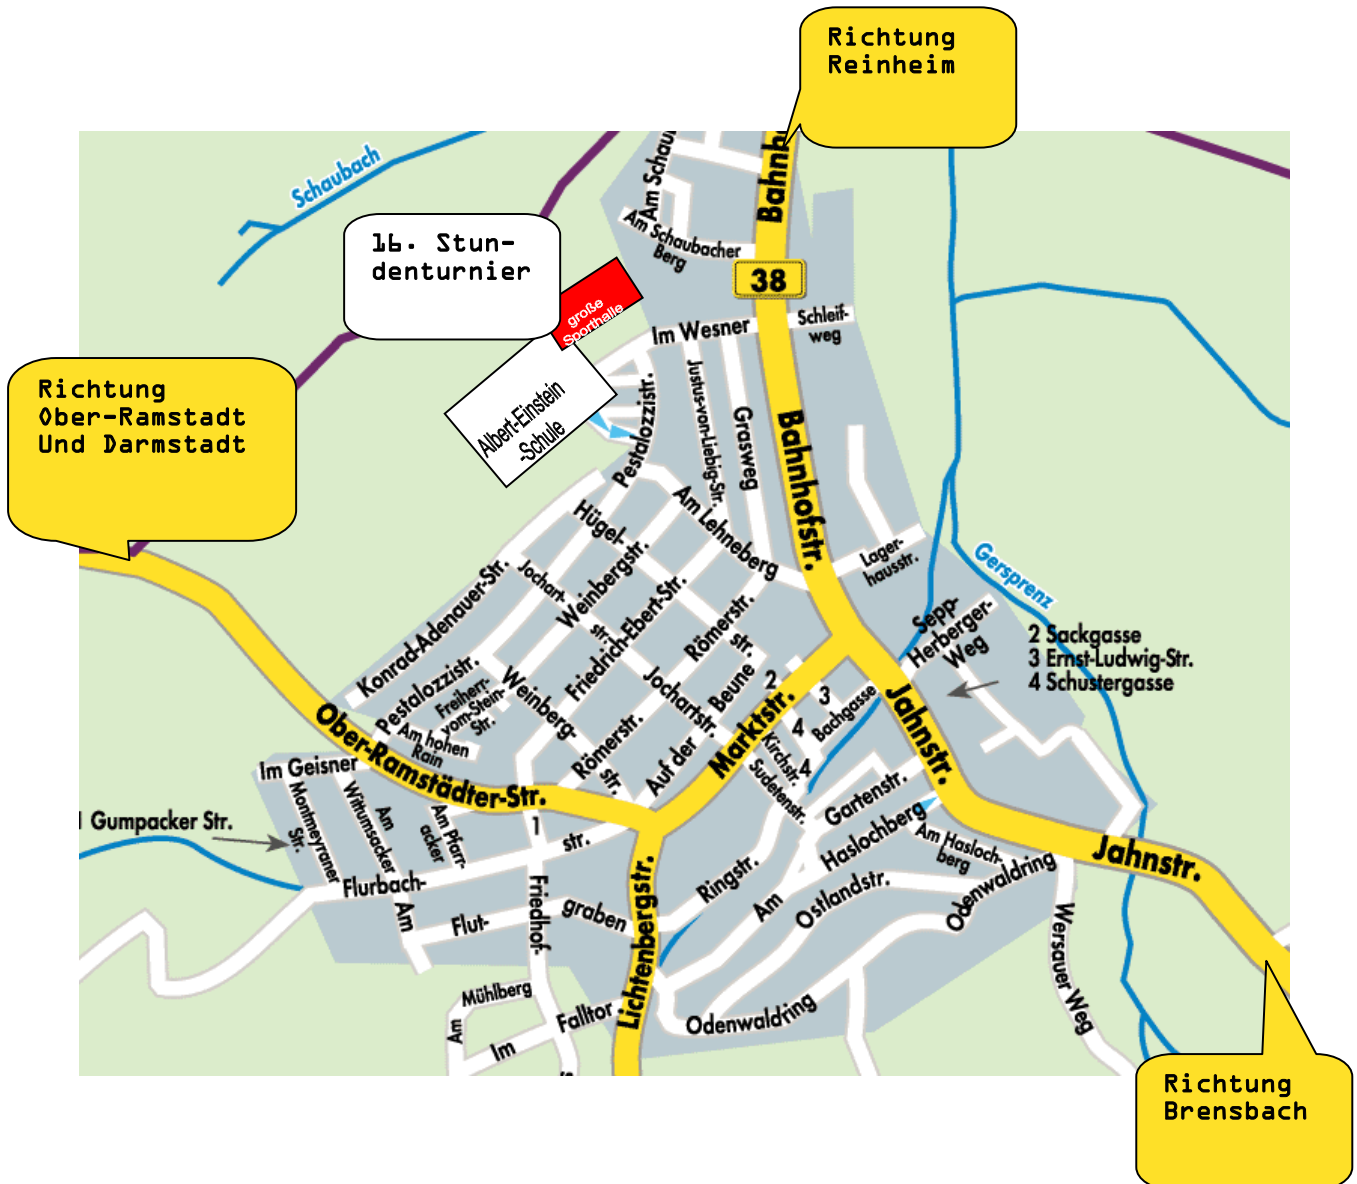 Richtung
Reinheim
Schaubach
Am Schau
Bahnh
Am Schaubacher
Berg
16. Stun-
denturnier
38
große
Sporthalle
Im Wesner
Schleif-
weg
Richtung
Ober-Ramstadt
Und Darmstadt
Albert-Einstein
-Schule
Pestalozzistr.
Justus-von-Liebig-Str.
Grasweg
Bahnhofstr.
Am Lehneberg
Hügel-
str.
Lager-
hausstr.
Gersprenz
Konrad-Adenauer-Str.
Jochart-
str.
Weinbergstr.
Friedrich-Ebert-Str.
Römerstr.
Sepp-
Herberger-
Weg
2 Sackgasse
3 Ernst-Ludwig-Str.
4 Schustergasse
Pestalozzistr.
Freiherr-
vom-Stein-
Str.
Weinberg-
str.
Jochartstr.
Auf der
Beune
2
3
4
4
Bachgasse
Marktstr.
Kirchstr.
Jahnstr.
Am hohen
Rain
Römerstr.
Ober-Ramstädter-Str.
Im Geisner
Sudetenstr.
Gartenstr.
1 Gumpacker Str.
Montmeyraner
Str.
Withumsacker
Am
Am Pfarr-
acker
1
Flurbach-
str.
Am
Haslochberg
Am Hasloch-
berg
Jahnstr.
Ringstr.
Ostlandstr.
Odenwaldring
Am
Flut-
graben
Friedhof-
Lichtenbergstr.
Wersauer Weg
Am
Mühlberg
Im
Falltor
Odenwaldring
s
Richtung
Brensbach